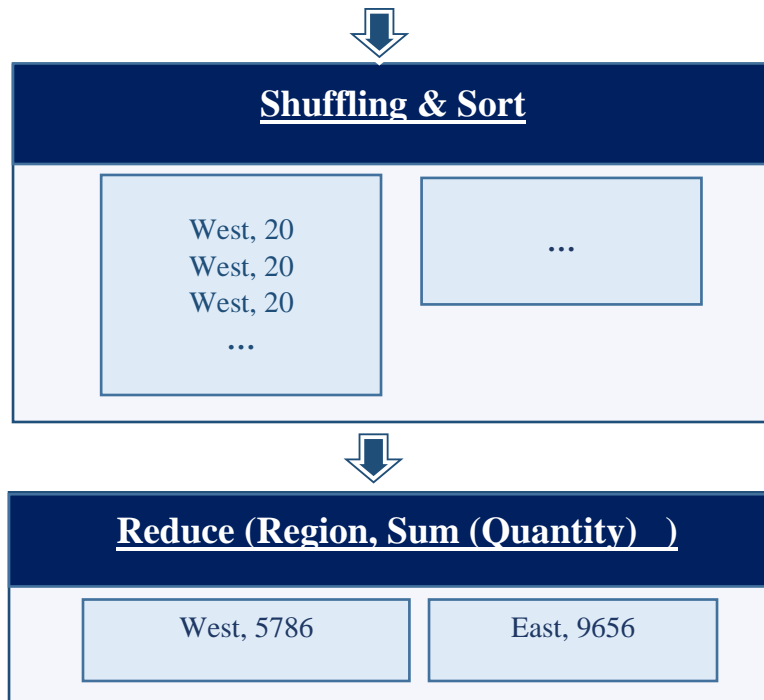 Shuffling & Sort
West, 20
West, 20
West, 20
...
...
Reduce (Region, Sum (Quantity) )
West, 5786
East, 9656